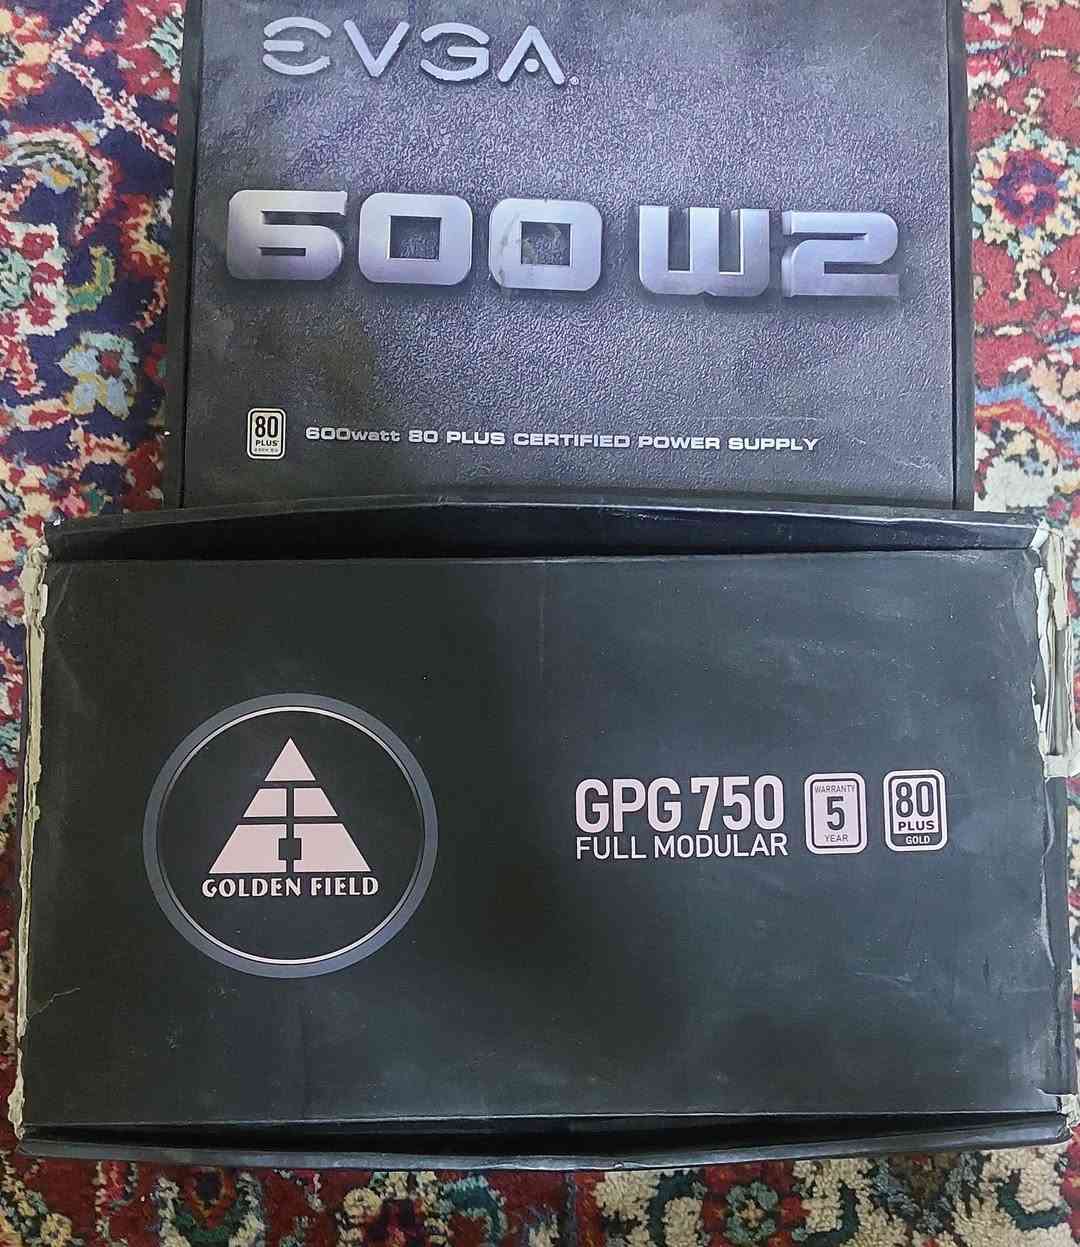 EVGA
600 W2
80
PLUS
600watt 80 PLUS CERTIFIED POWER SUPPLY
GOLDEN FIELD
GPG 750
FULL MODULAR
WARRANTY
5
YEAR
80
PLUS
GOLD